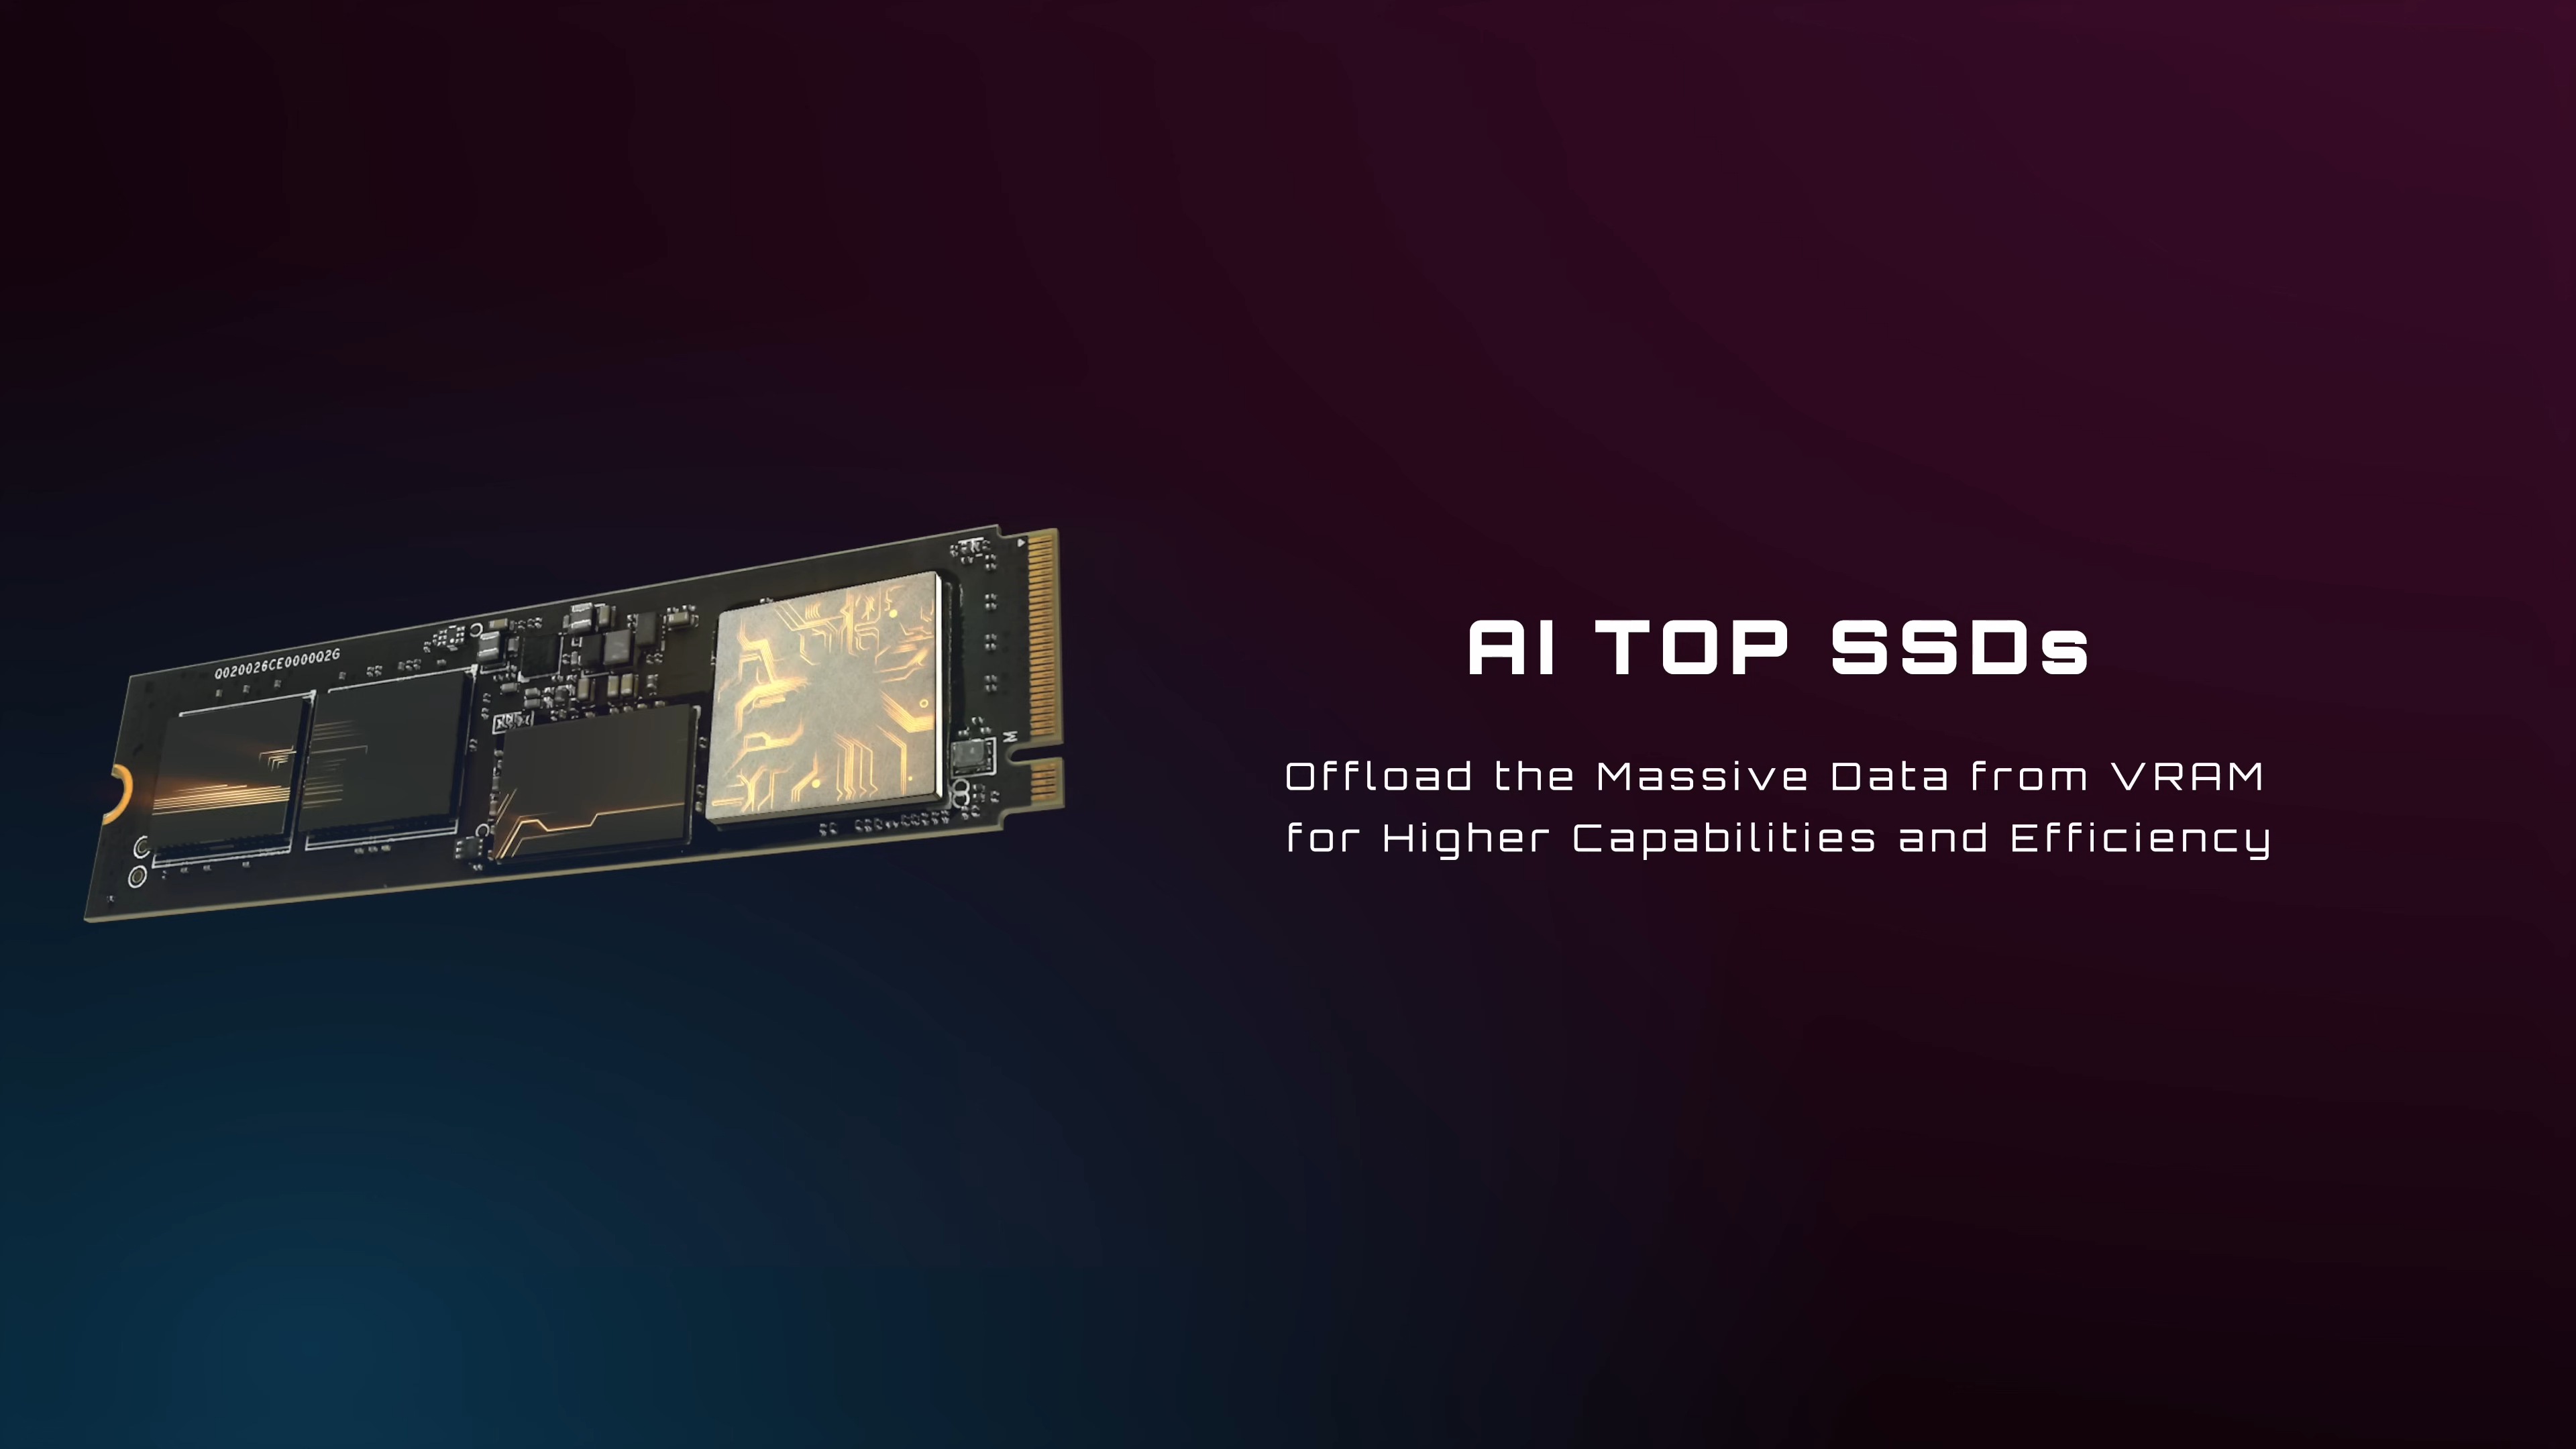 Q020026CE0000Q2G
M
AI TOP SSDs
Offload the Massive Data from VRAM
for Higher Capabilities and Efficiency